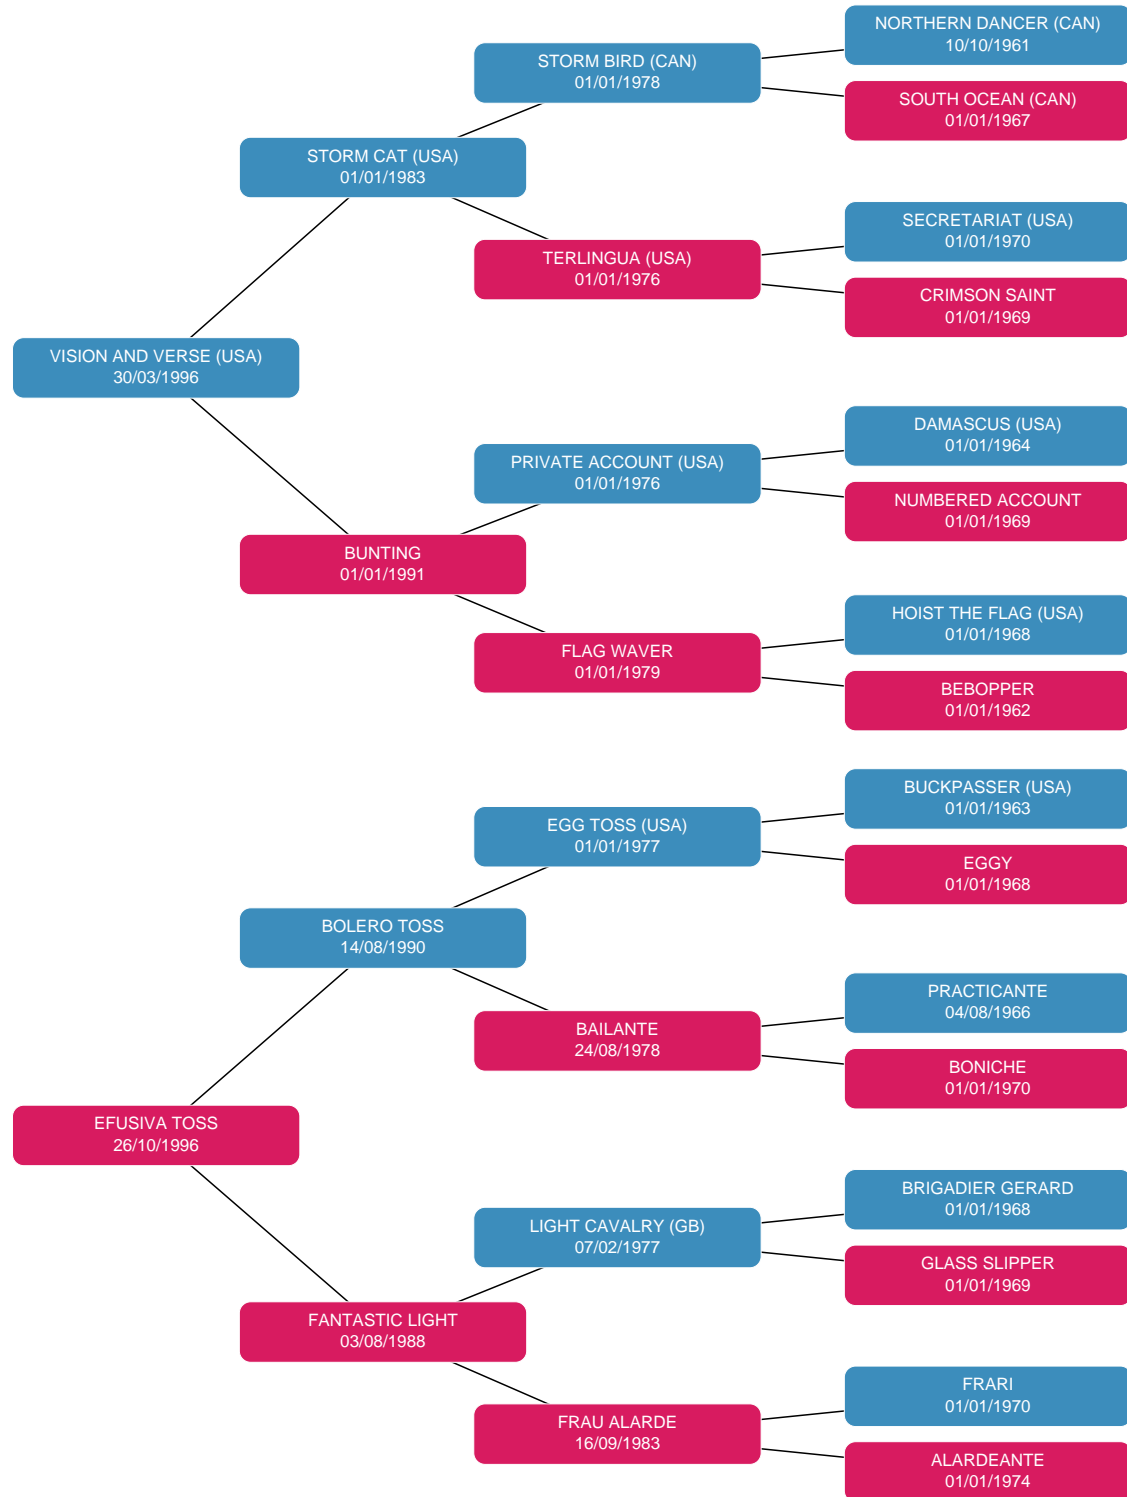 NORTHERN DANCER (CAN)
10/10/1961
STORM BIRD (CAN)
01/01/1978
SOUTH OCEAN (CAN)
01/01/1967
STORM CAT (USA)
01/01/1983
SECRETARIAT (USA)
01/01/1970
TERLINGUA (USA)
01/01/1976
CRIMSON SAINT
01/01/1969
VISION AND VERSE (USA)
30/03/1996
DAMASCUS (USA)
01/01/1964
PRIVATE ACCOUNT (USA)
01/01/1976
NUMBERED ACCOUNT
01/01/1969
BUNTING
01/01/1991
HOIST THE FLAG (USA)
01/01/1968
FLAG WAVER
01/01/1979
BEBOPPER
01/01/1962
BUCKPASSER (USA)
01/01/1963
EGG TOSS (USA)
01/01/1977
EGGY
01/01/1968
BOLERO TOSS
14/08/1990
PRACTICANTE
04/08/1966
BAILANTE
24/08/1978
BONICHE
01/01/1970
EFUSIVA TOSS
26/10/1996
BRIGADIER GERARD
01/01/1968
LIGHT CAVALRY (GB)
07/02/1977
GLASS SLIPPER
01/01/1969
FANTASTIC LIGHT
03/08/1988
FRARI
01/01/1970
FRAU ALARDE
16/09/1983
ALARDEANTE
01/01/1974